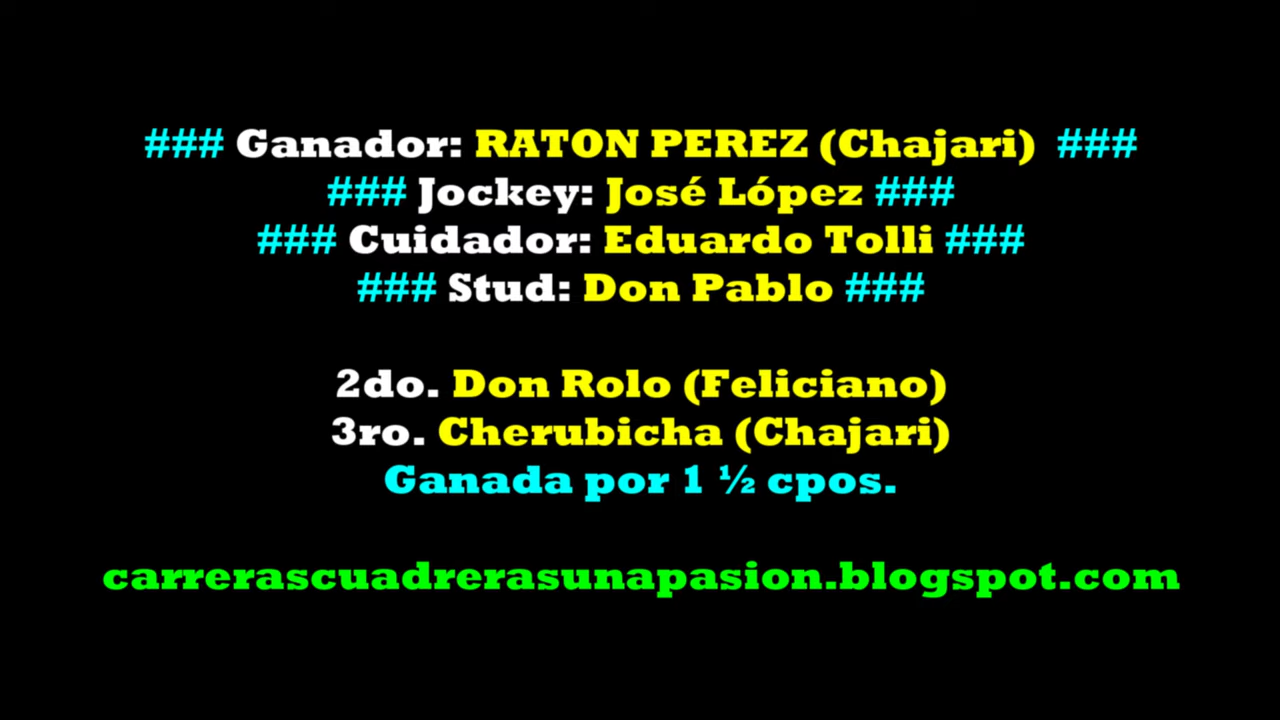 ### Ganador: RATON PEREZ (Chajari) ###
### Jockey: José López ###
### Cuidador: Eduardo Tolli ###
### Stud: Don Pablo ###
2do. Don Rolo (Feliciano)
3ro. Cherubicha (Chajari)
Ganada por 1 ½ cpos.
carrerascuadrerasunapasion.blogspot.com